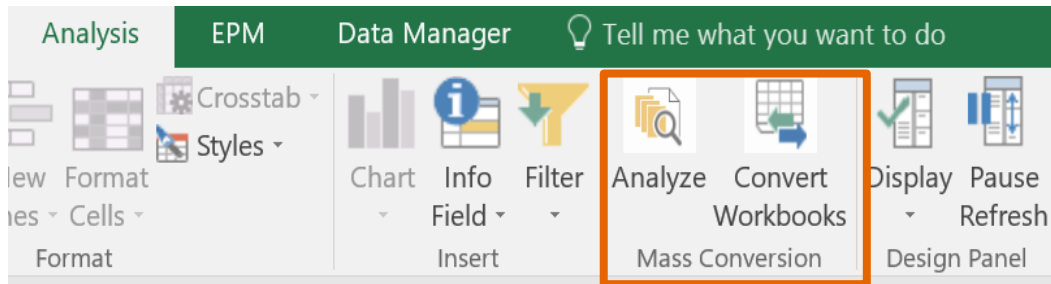 Analysis EPM Data Manager Tell me what you want to do
Crosstab
Styles
Format Chart Info Filter Analyze Convert Display Pause
Cells Field Workbooks Refresh
Format Insert Mass Conversion Design Panel